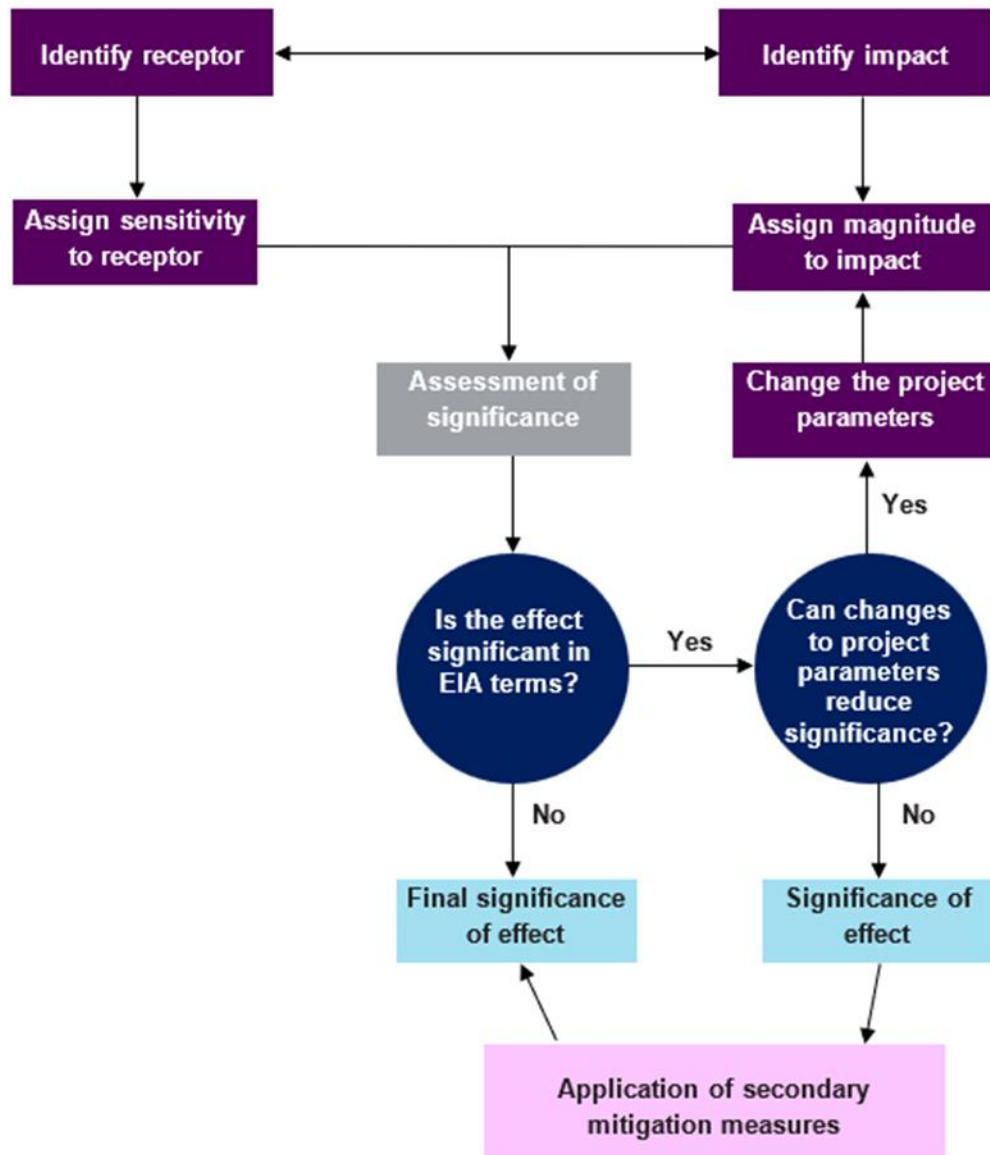 Identify receptor
Identify impact
Assign sensitivity
to receptor
Assign magnitude
to impact
Assessment of
significance
Change the project
parameters
Yes
Is the effect
significant in
EIA terms?
Yes
Can changes
to project
parameters
reduce
significance?
No
No
Final significance
of effect
Significance of
effect
Application of secondary
mitigation measures